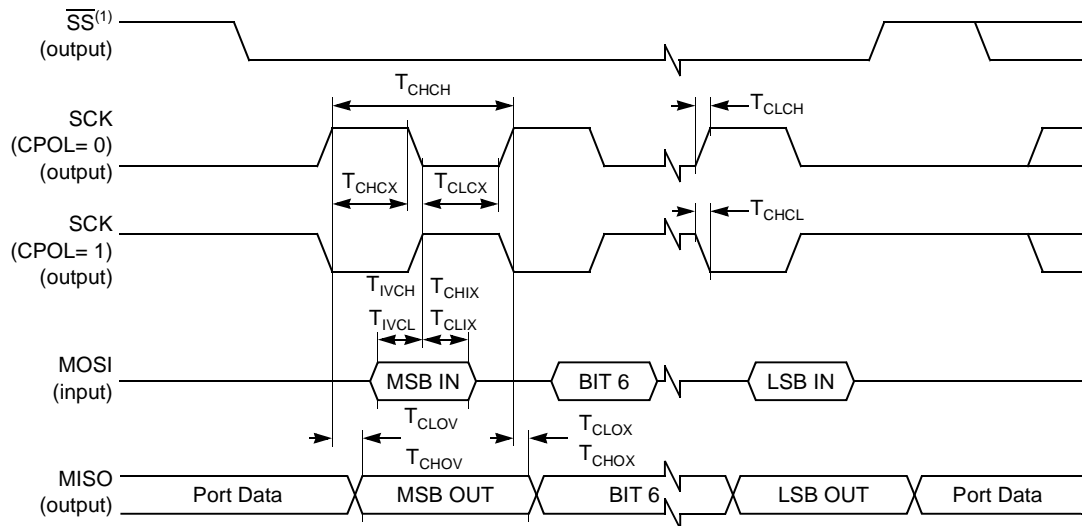 SS(1)
(output)
TCHCH
TCLCH
SCK
(CPOL= 0)
(output)
TCHCX
TCLCX
TCHCL
SCK
(CPOL= 1)
(output)
TIVCH
TCHIX
TIVCL
TCLIX
MOSI
(input)
MSB IN
BIT 6
LSB IN
TCLOV
TCLOX
TCHOV
TCHOX
MISO
(output)
Port Data
MSB OUT
BIT 6
LSB OUT
Port Data